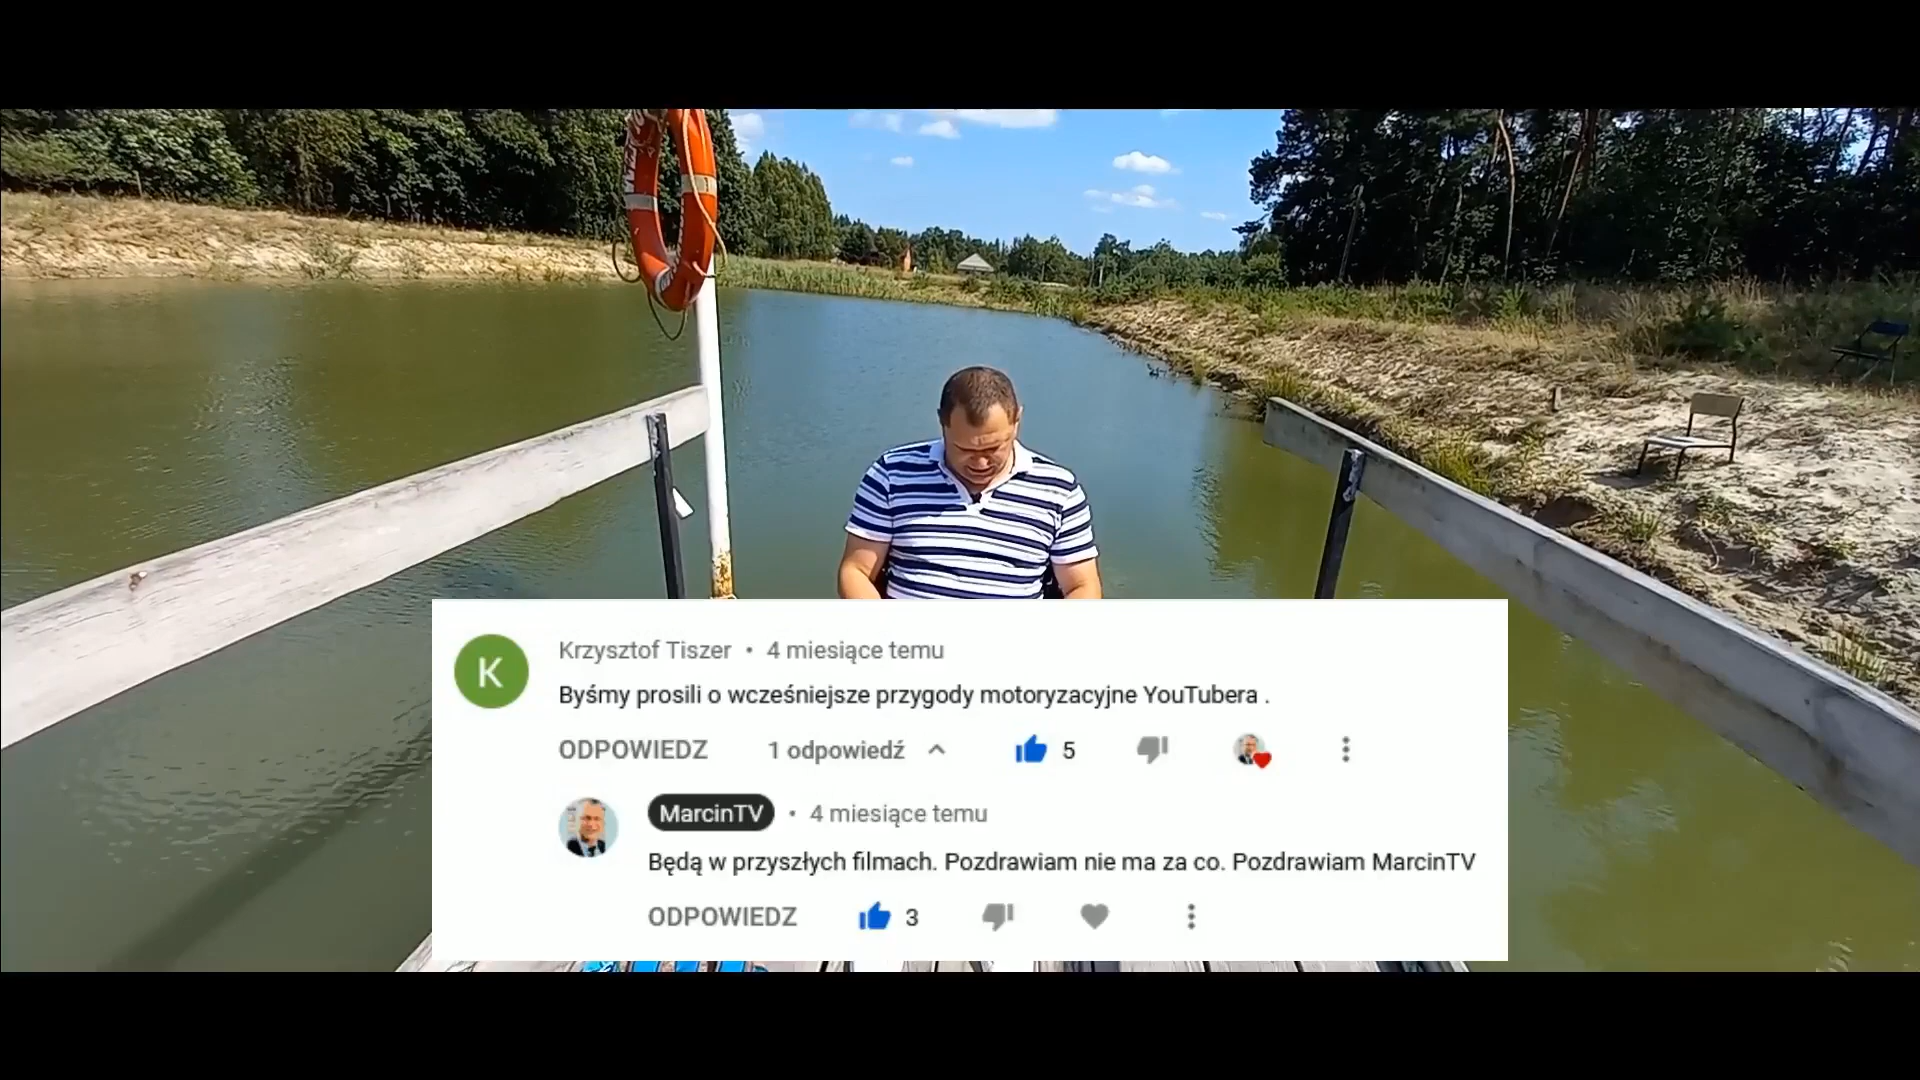 K
Krzysztof Tiszer • 4 miesiące temu
Byśmy prosili o wcześniejsze przygody motoryzacyjne YouTubera .
ODPOWIEDZ 1 odpowiedź 5
MarcinTV • 4 miesiące temu
Będą w przyszłych filmach. Pozdrawiam nie ma za co. Pozdrawiam MarcinTV
ODPOWIEDZ 3